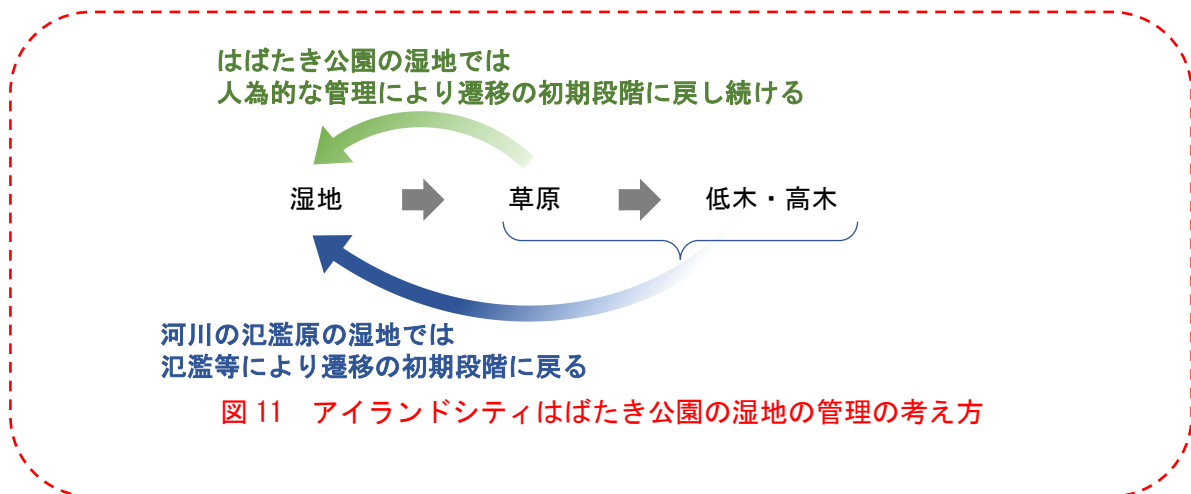 はばたき公園の湿地では
人為的な管理により遷移の初期段階に戻し続ける
湿地 草原 低木・高木
河川の氾濫原の湿地では
氾濫等により遷移の初期段階に戻る
図 11 アイランドシティはばたき公園の湿地の管理の考え方